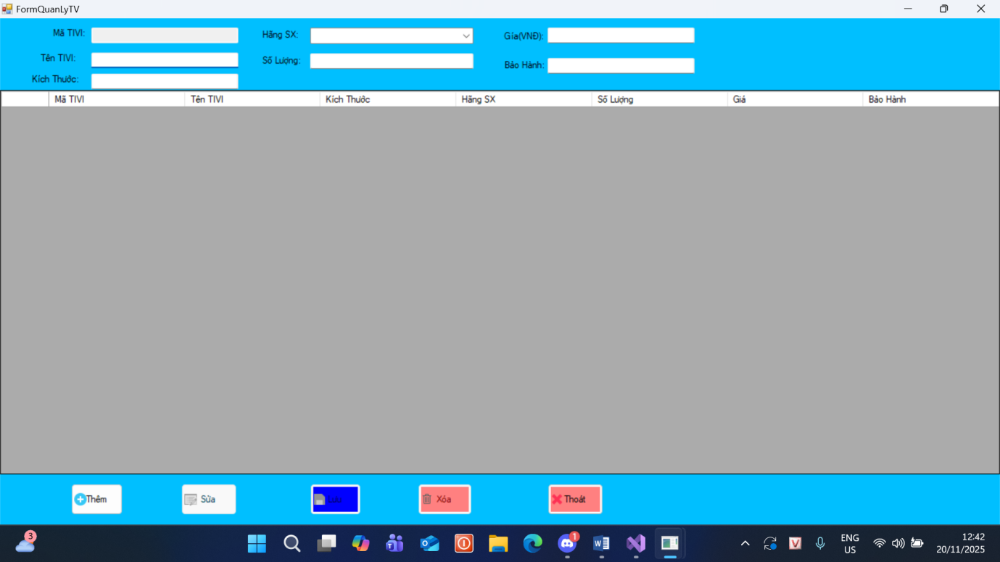 FormQuanLyTV
Mã TIVI:
Hãng SX:
Gía(VNĐ):
Tên TIVI:
Số Lượng:
Bảo Hành:
Kích Thước:
Mã TIVI Tên TIVI Kích Thước Hãng SX Số Lượng Giá Bảo Hành
Thêm Sửa Lưu Xóa Thoát
3
1
ENG
US
12:42
20/11/2025